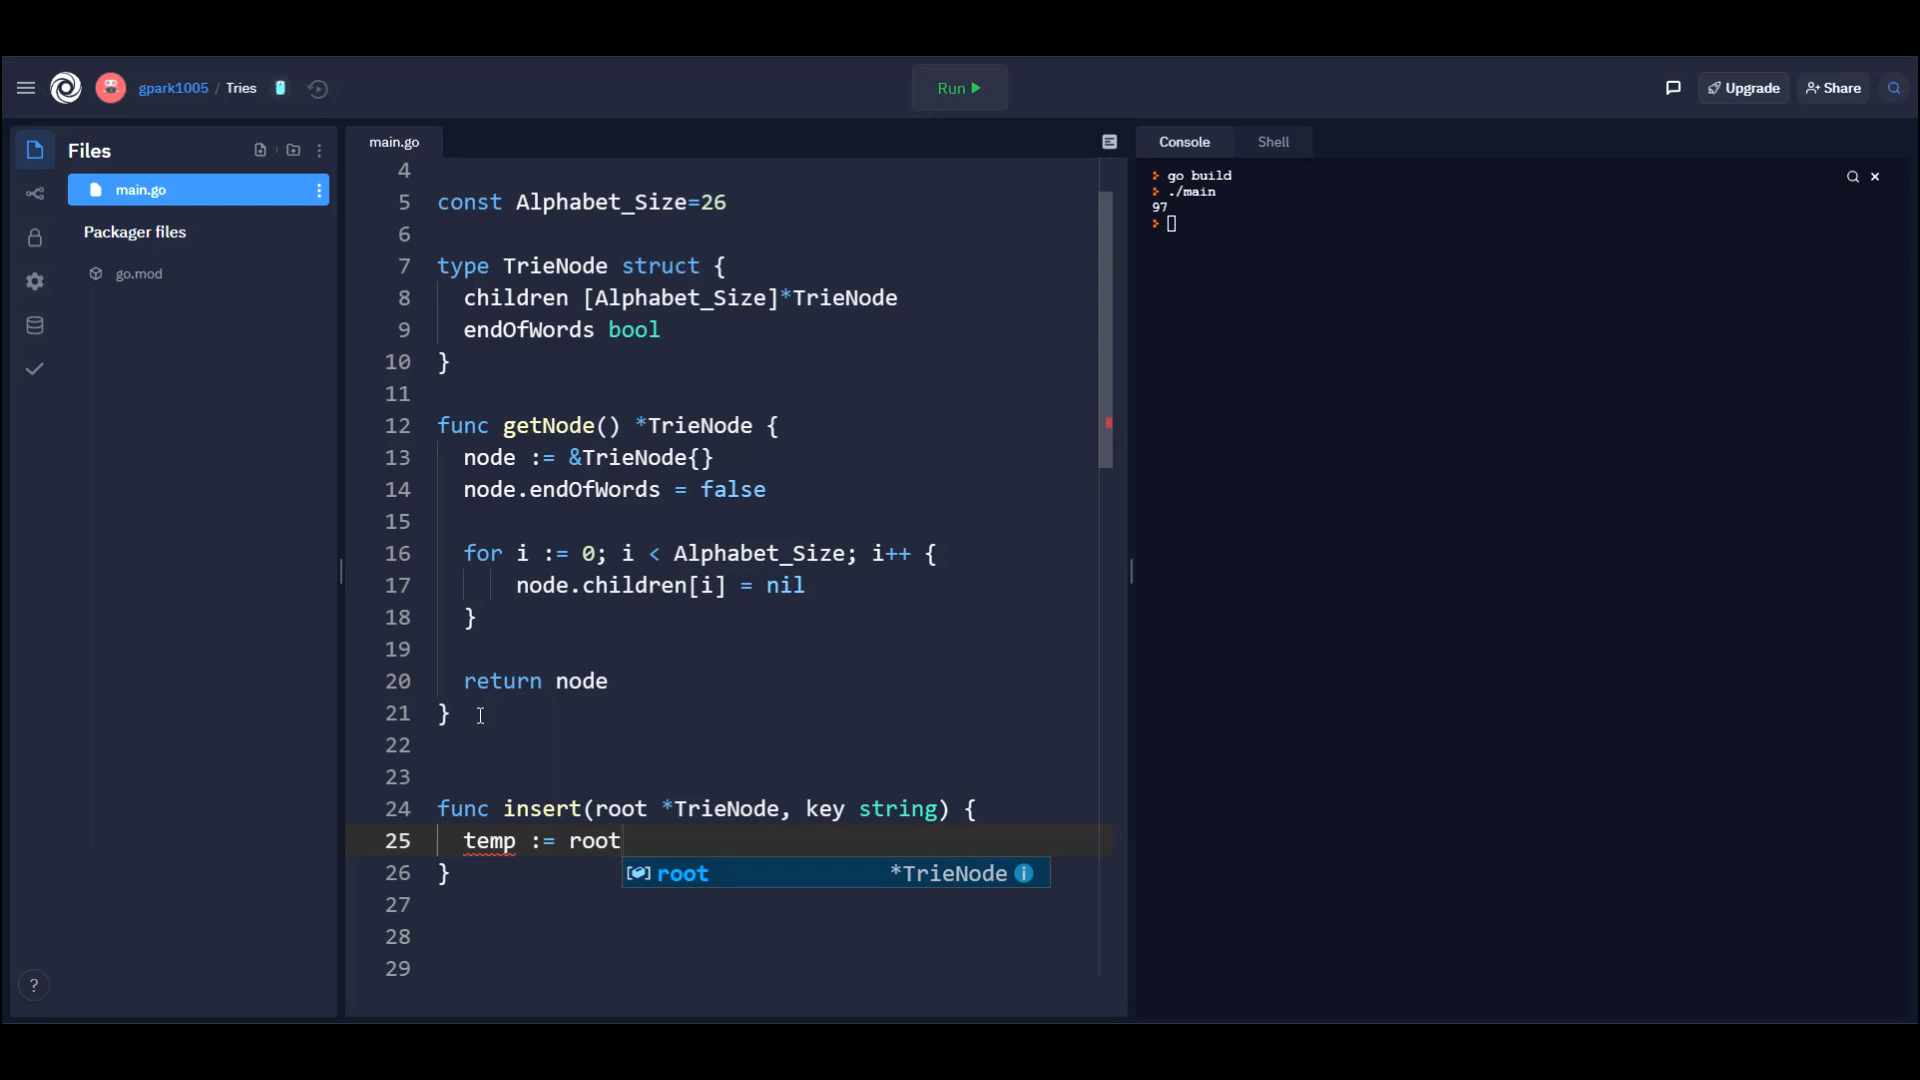 gpark1005 / Tries
Run
Upgrade
Share
Files
main.go
Packager files
go.mod
?
main.go
4
5 const Alphabet_Size=26
6
7 type TrieNode struct {
8 children [Alphabet_Size]*TrieNode
9 endOfWords bool
10 }
11
12 func getNode() *TrieNode {
13 node := &TrieNode{}
14 node.endOfWords = false
15
16 for i := 0; i < Alphabet_Size; i++ {
17 node.children[i] = nil
18 }
19
20 return node
21 }
22
23
24 func insert(root *TrieNode, key string) {
25 temp := root
root *TrieNode i
26 }
27
28
29
Console Shell
go build
./main
97